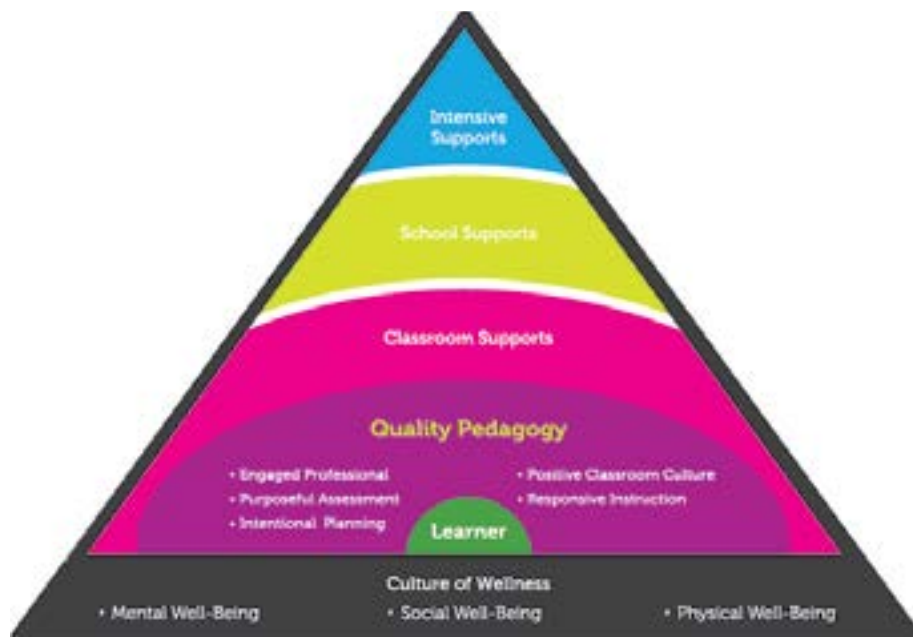 Intensive
Supports
School Supports
Classroom Supports
Quality Pedagogy
• Engaged Professional
• Purposeful Assessment
• Intentional Planning
• Positive Classroom Culture
• Responsive Instruction
Learner
Culture of Wellness
• Mental Well-Being • Social Well-Being • Physical Well-Being